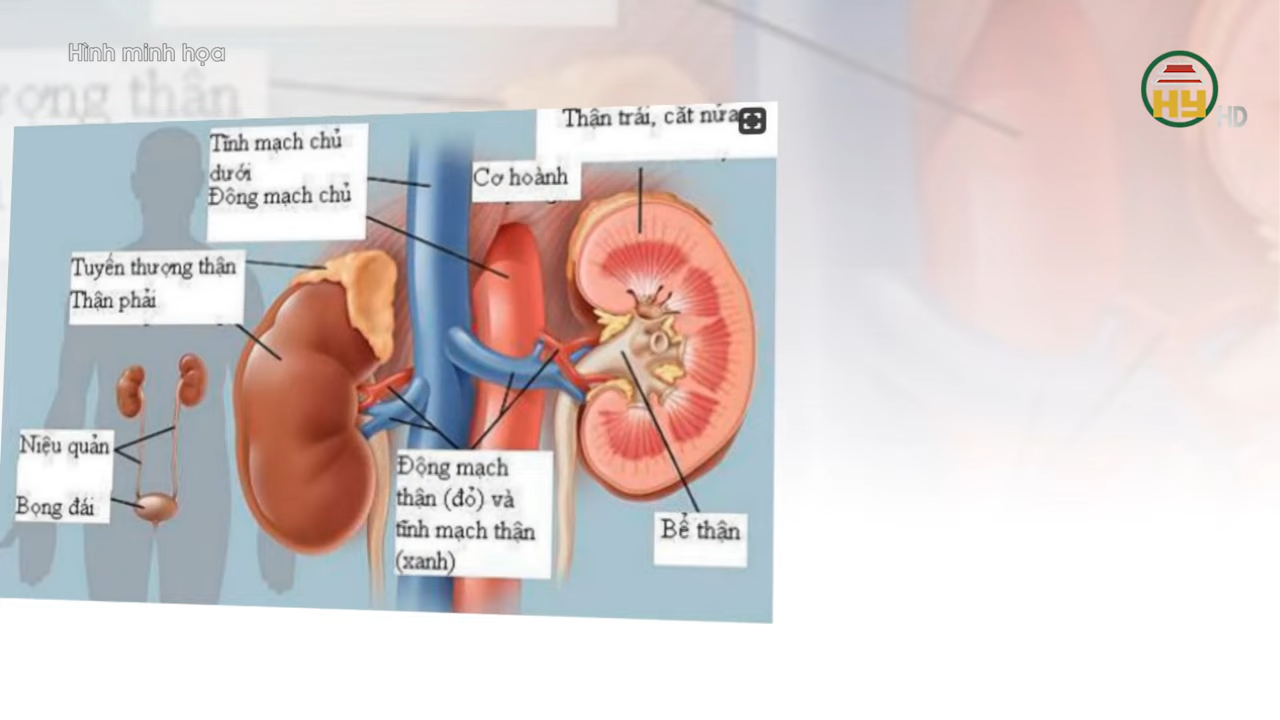 Hình minh họa
HY
HD
ượng thận
Thận trái, cắt nửa
Tĩnh mạch chủ
dưới
Động mạch chủ
Cơ hoành
Tuyến thượng thận
Thận phải
Niệu quản
Bọng đái
Động mạch
thận (đỏ) và
tĩnh mạch thận
(xanh)
Bể thận